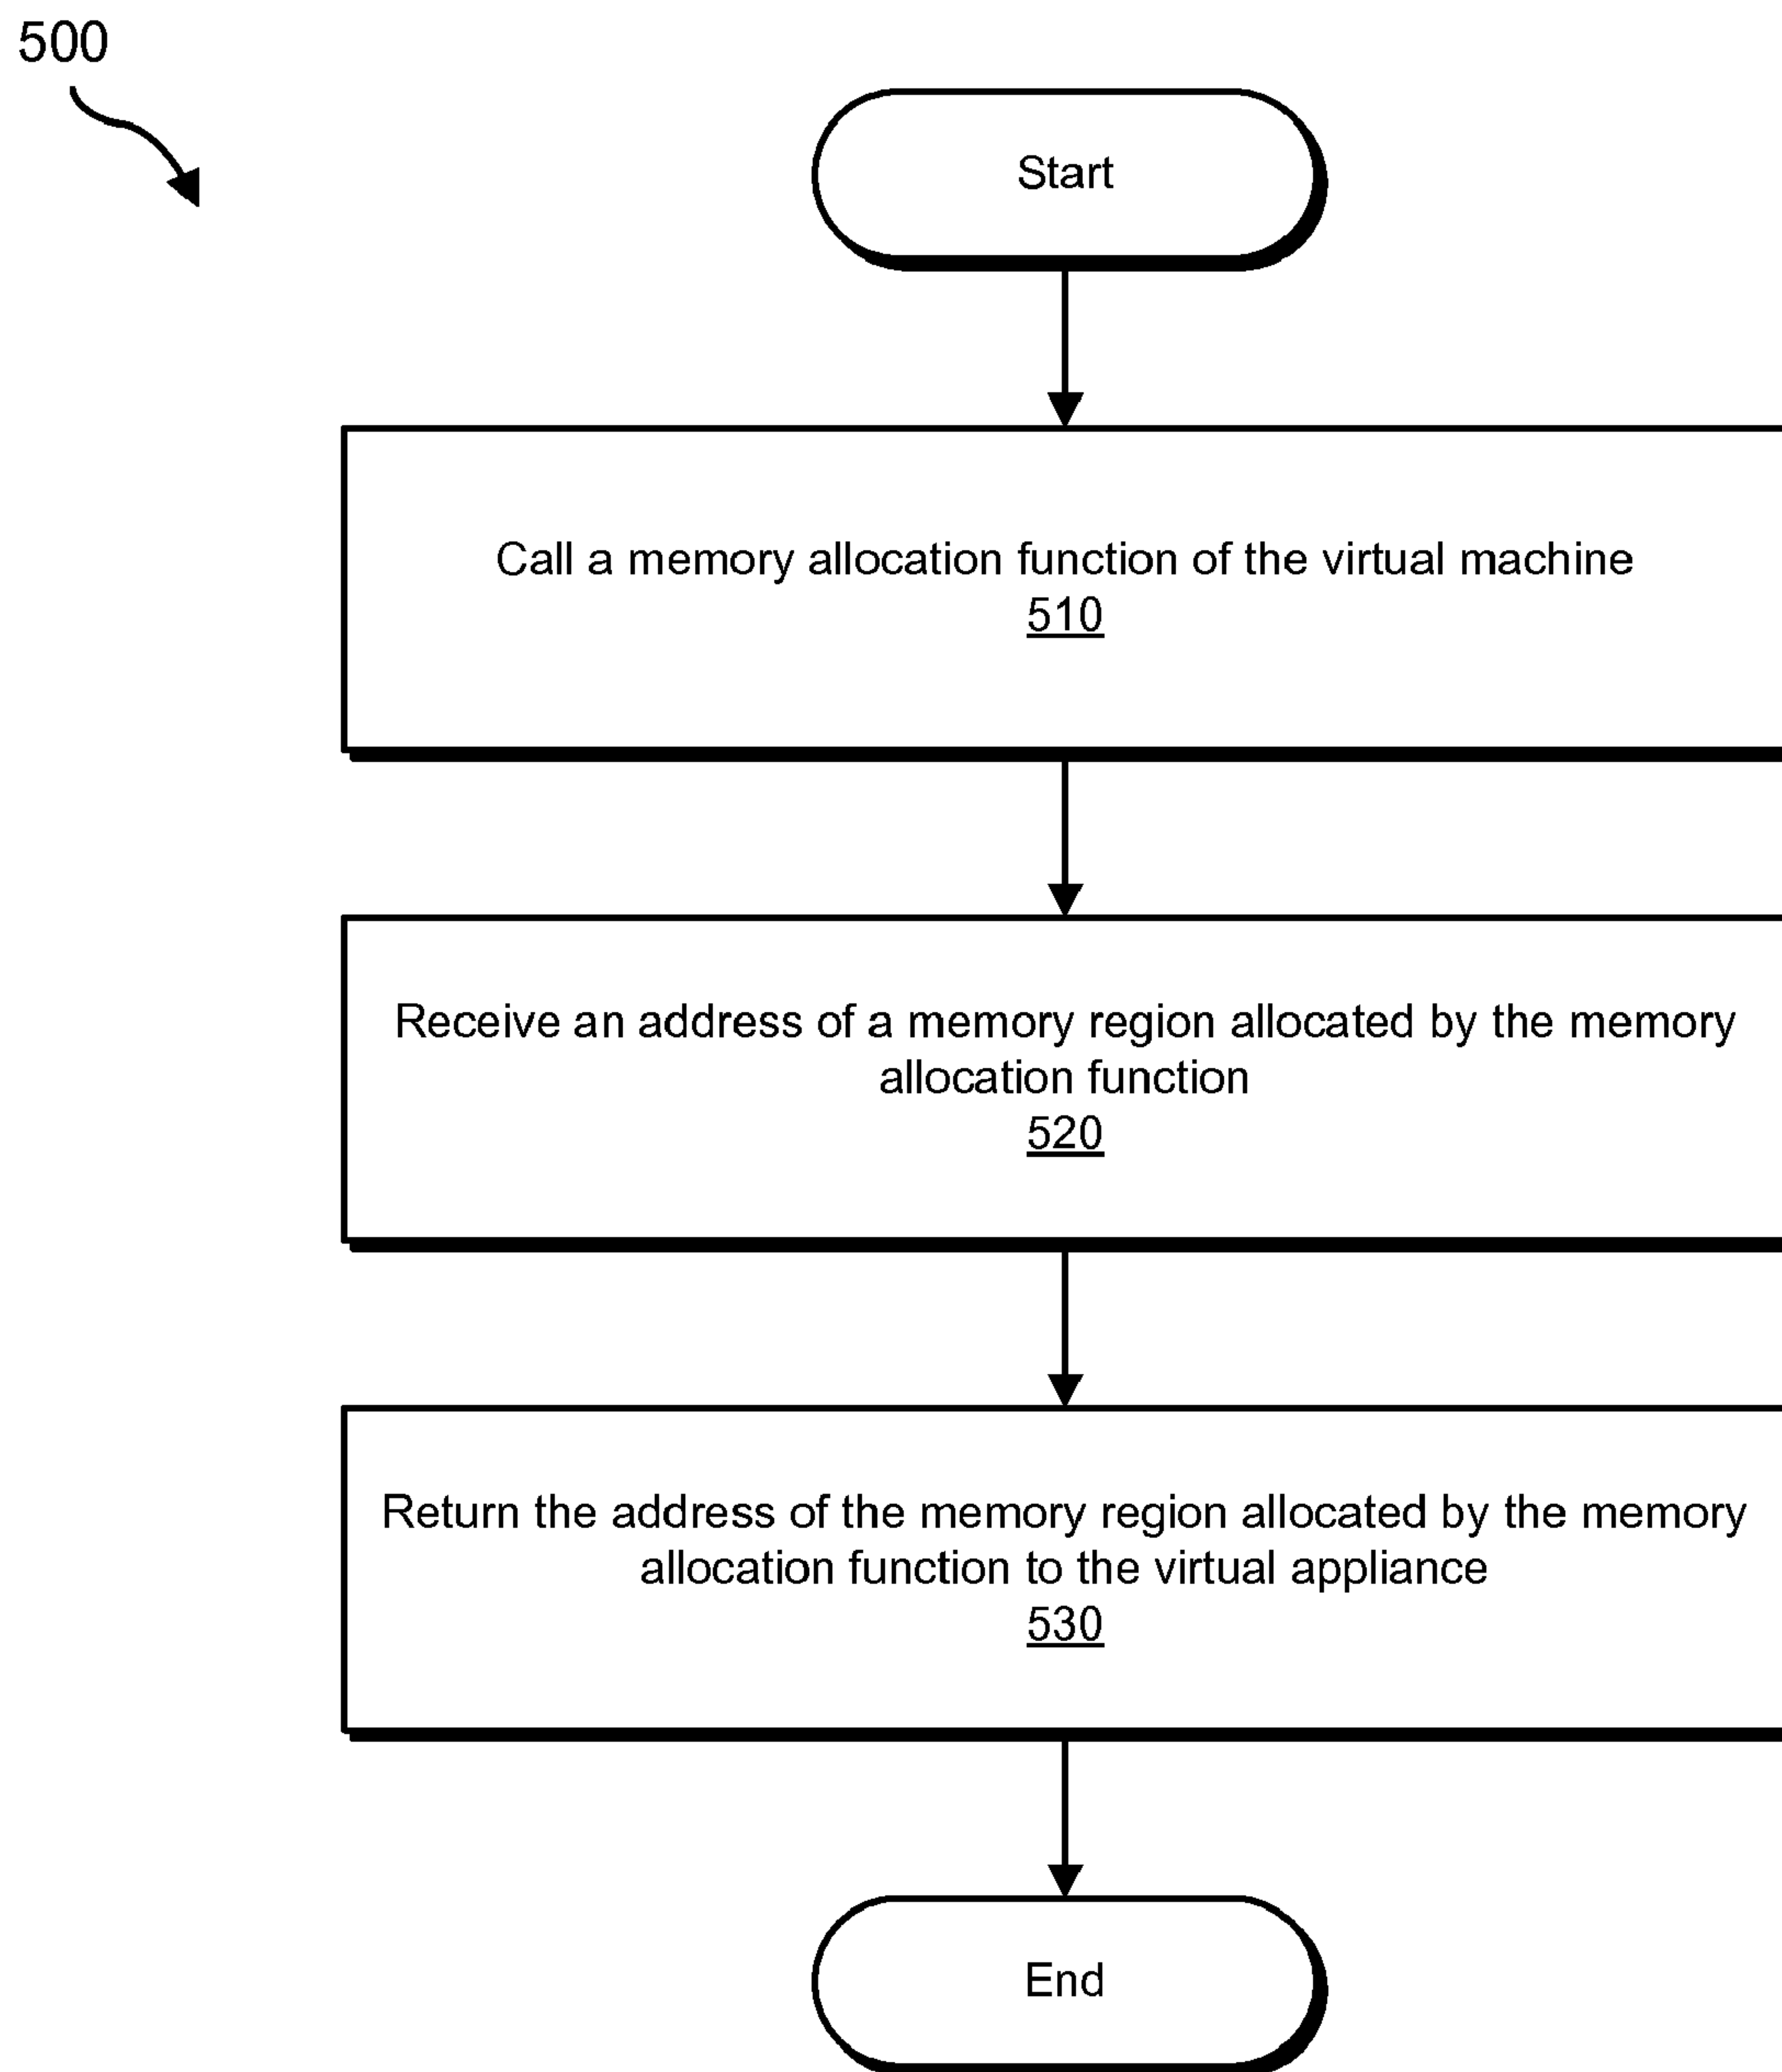 500
Start
Call a memory allocation function of the virtual machine
510
Receive an address of a memory region allocated by the memory
allocation function
520
Return the address of the memory region allocated by the memory
allocation function to the virtual appliance
530
End